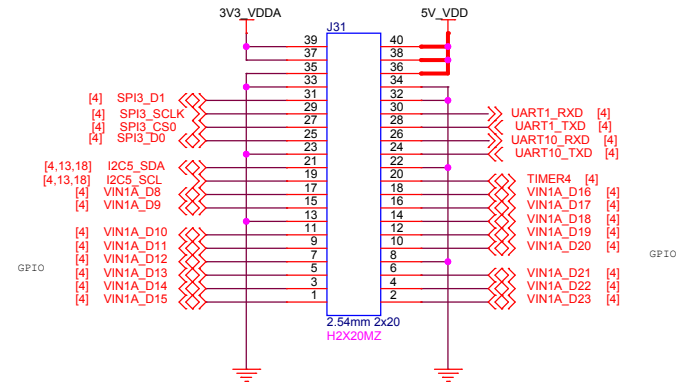 3V3_VDDA 5V_VDD
J31
39 40
37 38
35 36
33 34
[4] SPI3_D1 31 32
[4] SPI3_SCLK 29 30 UART1_RXD [4]
[4] SPI3_CS0 27 28 UART1_TXD [4]
[4] SPI3_D0 25 26 UART10_RXD [4]
23 24 UART10_TXD [4]
[4,13,18] I2C5_SDA 21 22
[4,13,18] I2C5_SCL 19 20 TIMER4 [4]
[4] VIN1A_D8 17 18 VIN1A_D16 [4]
[4] VIN1A_D9 15 16 VIN1A_D17 [4]
13 14 VIN1A_D18 [4]
[4] VIN1A_D10 11 12 VIN1A_D19 [4]
[4] VIN1A_D11 9 10 VIN1A_D20 [4]
[4] VIN1A_D12 7 8
GPIO GPIO
[4] VIN1A_D13 5 6 VIN1A_D21 [4]
[4] VIN1A_D14 3 4 VIN1A_D22 [4]
[4] VIN1A_D15 1 2 VIN1A_D23 [4]
2.54mm 2x20
H2X20MZ